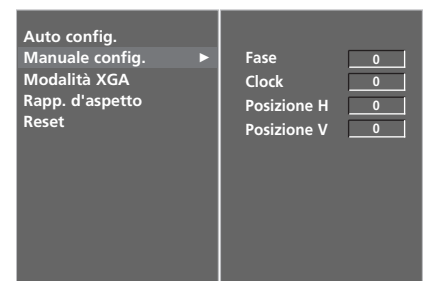 Auto config.
Manuale config. ►
Modalità XGA
Rapp. d'aspetto
Reset
Fase 0
Clock 0
Posizione H 0
Posizione V 0